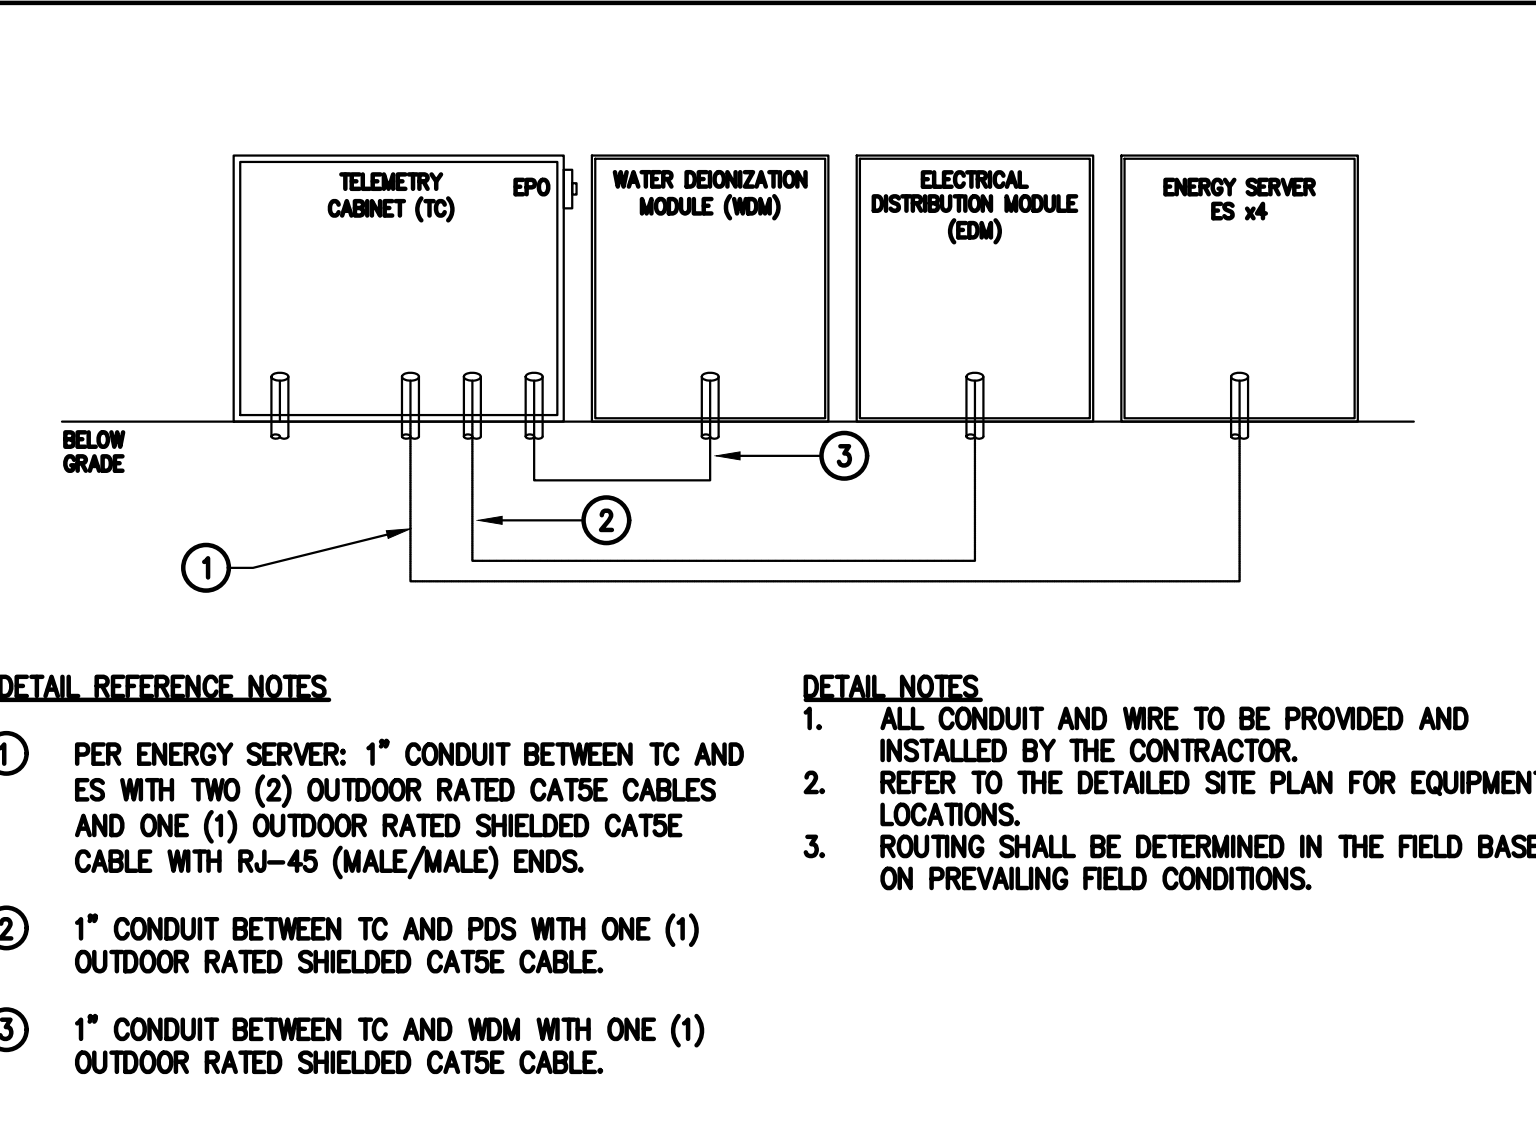 TELEMETRY
CABINET (TC)
EPO
WATER DEIONIZATION
MODULE (WDM)
ELECTRICAL
DISTRIBUTION MODULE
(EDM)
ENERGY SERVER
ES x4
BELOW
GRADE
3
2
1
DETAIL REFERENCE NOTES
1 PER ENERGY SERVER: 1" CONDUIT BETWEEN TC AND
ES WITH TWO (2) OUTDOOR RATED CAT5E CABLES
AND ONE (1) OUTDOOR RATED SHIELDED CAT5E
CABLE WITH RJ-45 (MALE/MALE) ENDS.
2 1" CONDUIT BETWEEN TC AND PDS WITH ONE (1)
OUTDOOR RATED SHIELDED CAT5E CABLE.
3 1" CONDUIT BETWEEN TC AND WDM WITH ONE (1)
OUTDOOR RATED SHIELDED CAT5E CABLE.
DETAIL NOTES
1. ALL CONDUIT AND WIRE TO BE PROVIDED AND
INSTALLED BY THE CONTRACTOR.
2. REFER TO THE DETAILED SITE PLAN FOR EQUIPMENT
LOCATIONS.
3. ROUTING SHALL BE DETERMINED IN THE FIELD BASE
ON PREVAILING FIELD CONDITIONS.